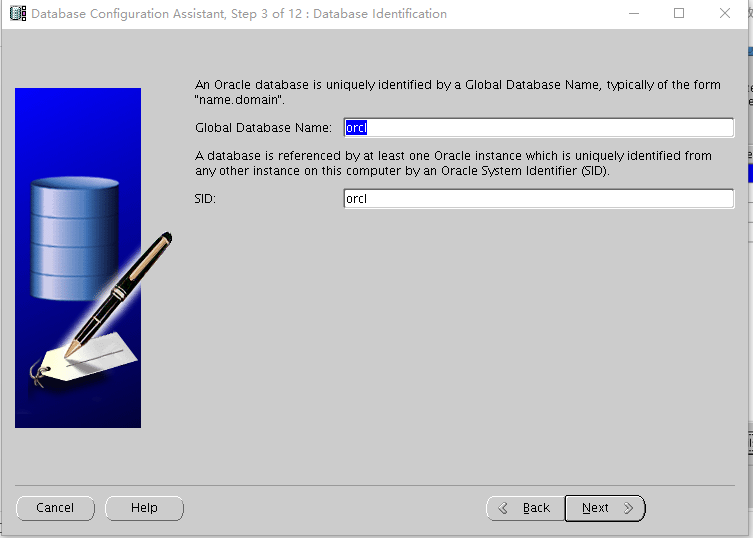 Database Configuration Assistant, Step 3 of 12 : Database Identification
An Oracle database is uniquely identified by a Global Database Name, typically of the form
"name.domain".
Global Database Name: orcl
A database is referenced by at least one Oracle instance which is uniquely identified from
any other instance on this computer by an Oracle System Identifier (SID).
SID: orcl
Cancel Help Back Next